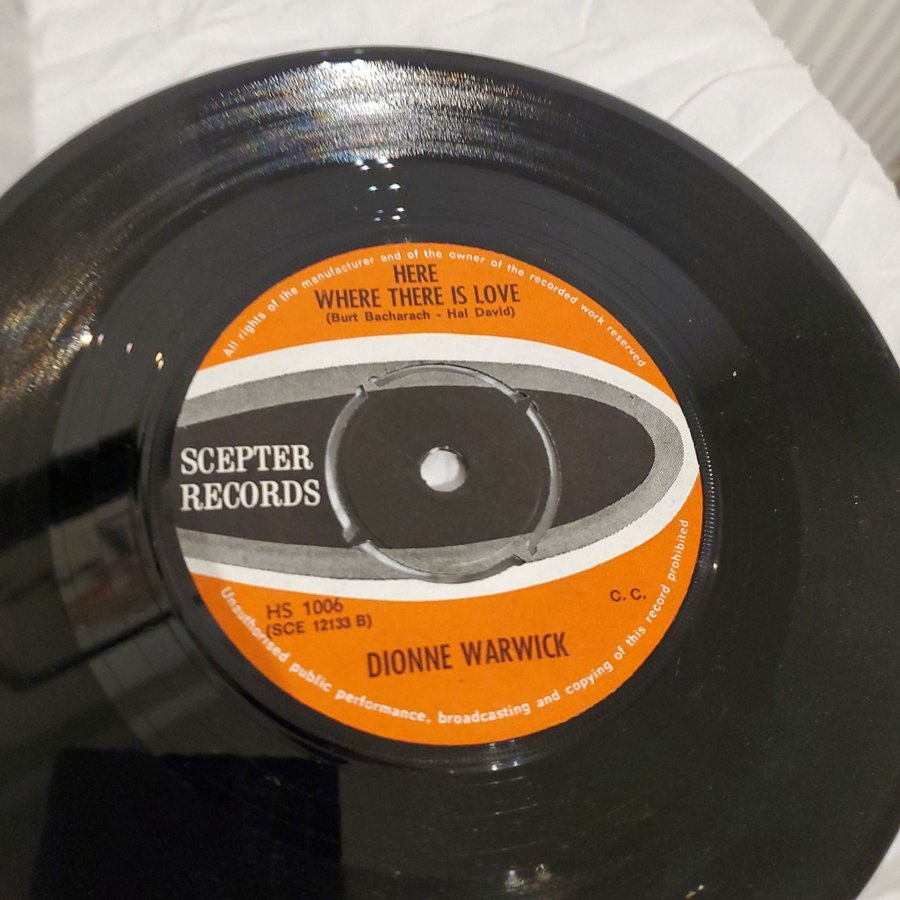 All rights of the manufacturer and of the owner of the recorded work reserved
HERE
WHERE THERE IS LOVE
(Burt Bacharach - Hal David)
SCEPTER
RECORDS
HS 1006
(SCE 12133 B)
C. C.
DIONNE WARWICK
Unauthorised public performance, broadcasting and copying of this record prohibited